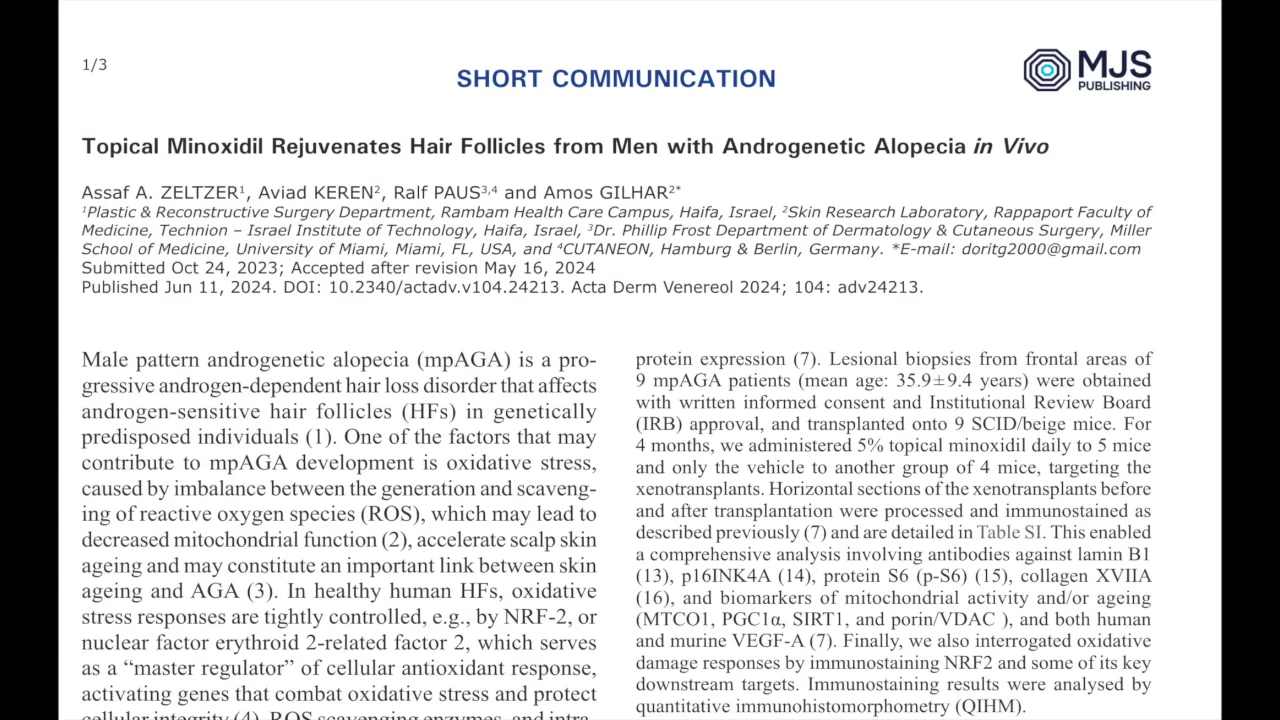 1/3
SHORT COMMUNICATION
MJS
PUBLISHING
Topical Minoxidil Rejuvenates Hair Follicles from Men with Androgenetic Alopecia in Vivo
Assaf A. ZELTZER¹, Aviad KEREN², Ralf PAUS³,⁴ and Amos GILHAR²*
¹Plastic & Reconstructive Surgery Department, Rambam Health Care Campus, Haifa, Israel, ²Skin Research Laboratory, Rappaport Faculty of
Medicine, Technion – Israel Institute of Technology, Haifa, Israel, ³Dr. Phillip Frost Department of Dermatology & Cutaneous Surgery, Miller
School of Medicine, University of Miami, Miami, FL, USA, and ⁴CUTANEON, Hamburg & Berlin, Germany. *E-mail: doritg2000@gmail.com
Submitted Oct 24, 2023; Accepted after revision May 16, 2024
Published Jun 11, 2024. DOI: 10.2340/actadv.v104.24213. Acta Derm Venereol 2024; 104: adv24213.
Male pattern androgenetic alopecia (mpAGA) is a pro-
gressive androgen-dependent hair loss disorder that affects
androgen-sensitive hair follicles (HFs) in genetically
predisposed individuals (1). One of the factors that may
contribute to mpAGA development is oxidative stress,
caused by imbalance between the generation and scaveng-
ing of reactive oxygen species (ROS), which may lead to
decreased mitochondrial function (2), accelerate scalp skin
ageing and may constitute an important link between skin
ageing and AGA (3). In healthy human HFs, oxidative
stress responses are tightly controlled, e.g., by NRF-2, or
nuclear factor erythroid 2-related factor 2, which serves
as a “master regulator” of cellular antioxidant response,
activating genes that combat oxidative stress and protect
cellular integrity (4). ROS scavenging enzymes, and intra-
protein expression (7). Lesional biopsies from frontal areas of
9 mpAGA patients (mean age: 35.9±9.4 years) were obtained
with written informed consent and Institutional Review Board
(IRB) approval, and transplanted onto 9 SCID/beige mice. For
4 months, we administered 5% topical minoxidil daily to 5 mice
and only the vehicle to another group of 4 mice, targeting the
xenotransplants. Horizontal sections of the xenotransplants before
and after transplantation were processed and immunostained as
described previously (7) and are detailed in Table SI. This enabled
a comprehensive analysis involving antibodies against lamin B1
(13), p16INK4A (14), protein S6 (p-S6) (15), collagen XVIIA
(16), and biomarkers of mitochondrial activity and/or ageing
(MTCO1, PGC1α, SIRT1, and porin/VDAC ), and both human
and murine VEGF-A (7). Finally, we also interrogated oxidative
damage responses by immunostaining NRF2 and some of its key
downstream targets. Immunostaining results were analysed by
quantitative immunohistomorphometry (QIHM).